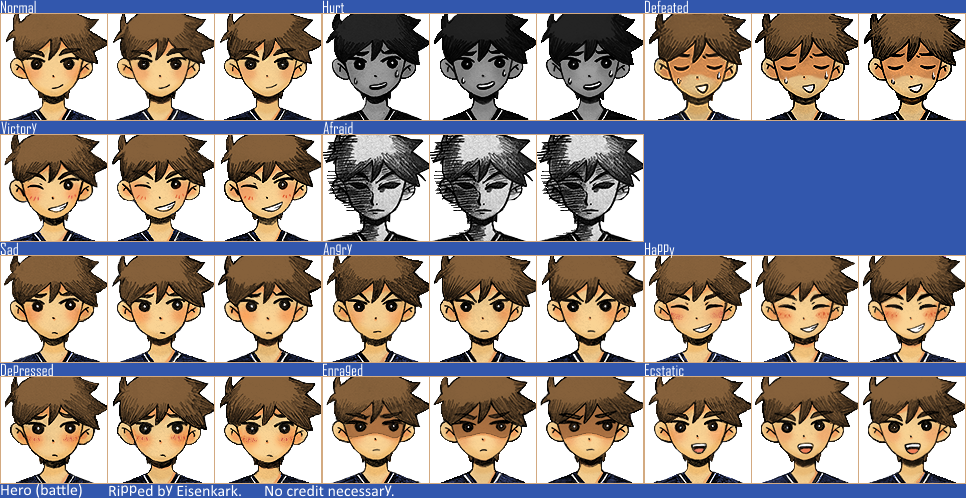 Normal Hurt Defeated
Victory Afraid
Sad Angry Happy
Depressed Enraged Ecstatic
Hero (battle) Ripped by Eisenkark. No credit necessary.